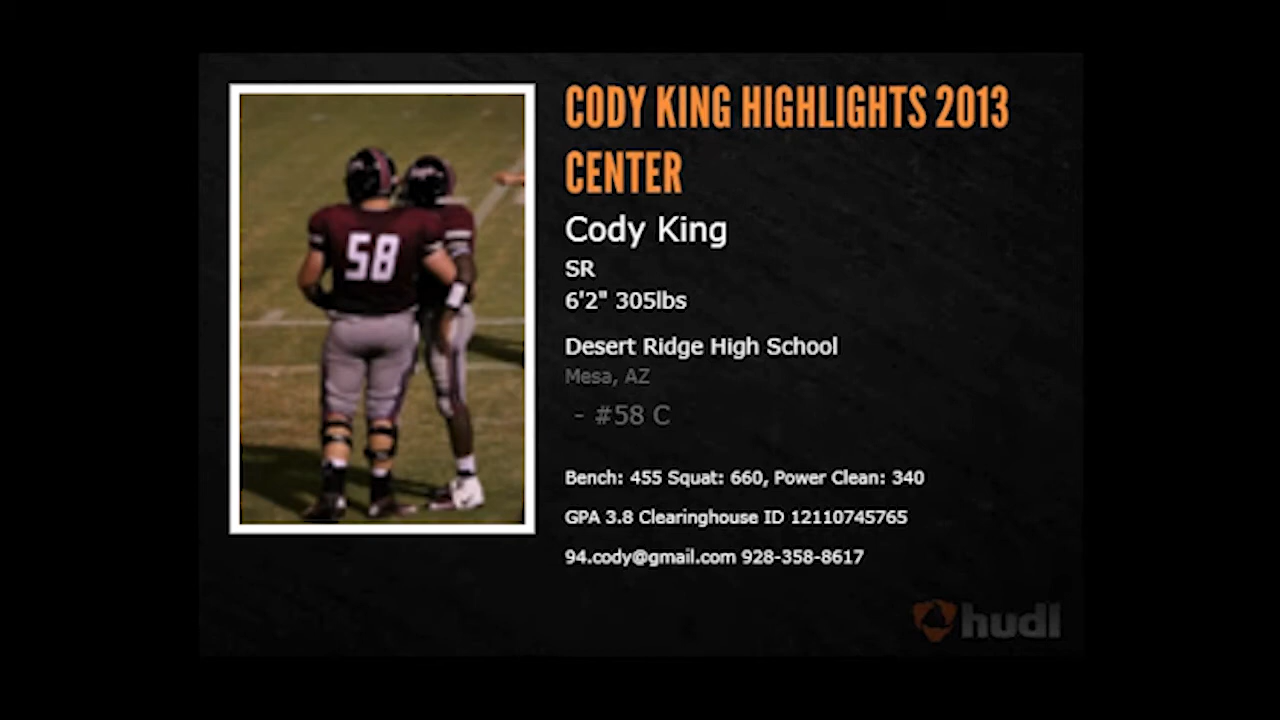 CODY KING HIGHLIGHTS 2013
CENTER
Cody King
SR
6'2" 305lbs
Desert Ridge High School
Mesa, AZ
- #58 C
Bench: 455 Squat: 660, Power Clean: 340
GPA 3.8 Clearinghouse ID 12110745765
94.cody@gmail.com 928-358-8617
58
hudl